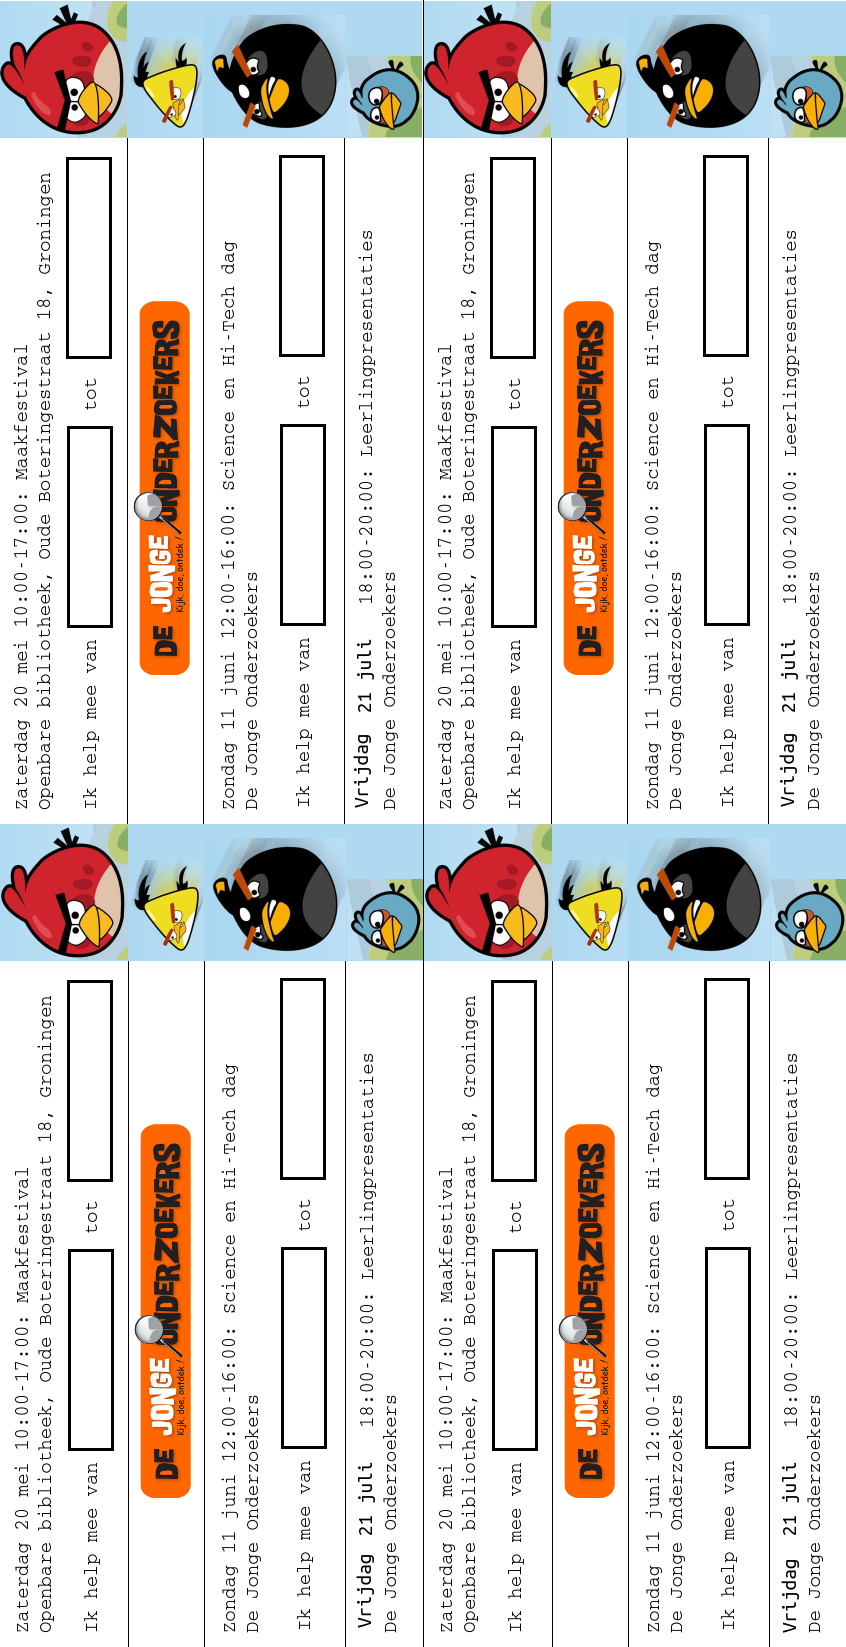 Zaterdag 20 mei 10:00-17:00: Maakfestival
Openbare bibliotheek, Oude Boteringestraat 18, Groningen
Ik help mee van tot
DE JONGE ONDERZOEKERS
Kijk, doe, ontdek !
Zondag 11 juni 12:00-16:00: Science en Hi-Tech dag
De Jonge Onderzoekers
Ik help mee van tot
Vrijdag 21 juli 18:00-20:00: Leerlingpresentaties
De Jonge Onderzoekers
Zaterdag 20 mei 10:00-17:00: Maakfestival
Openbare bibliotheek, Oude Boteringestraat 18, Groningen
Ik help mee van tot
DE JONGE ONDERZOEKERS
Kijk, doe, ontdek !
Zondag 11 juni 12:00-16:00: Science en Hi-Tech dag
De Jonge Onderzoekers
Ik help mee van tot
Vrijdag 21 juli 18:00-20:00: Leerlingpresentaties
De Jonge Onderzoekers
Zaterdag 20 mei 10:00-17:00: Maakfestival
Openbare bibliotheek, Oude Boteringestraat 18, Groningen
Ik help mee van tot
DE JONGE ONDERZOEKERS
Kijk, doe, ontdek !
Zondag 11 juni 12:00-16:00: Science en Hi-Tech dag
De Jonge Onderzoekers
Ik help mee van tot
Vrijdag 21 juli 18:00-20:00: Leerlingpresentaties
De Jonge Onderzoekers
Zaterdag 20 mei 10:00-17:00: Maakfestival
Openbare bibliotheek, Oude Boteringestraat 18, Groningen
Ik help mee van tot
DE JONGE ONDERZOEKERS
Kijk, doe, ontdek !
Zondag 11 juni 12:00-16:00: Science en Hi-Tech dag
De Jonge Onderzoekers
Ik help mee van tot
Vrijdag 21 juli 18:00-20:00: Leerlingpresentaties
De Jonge Onderzoekers